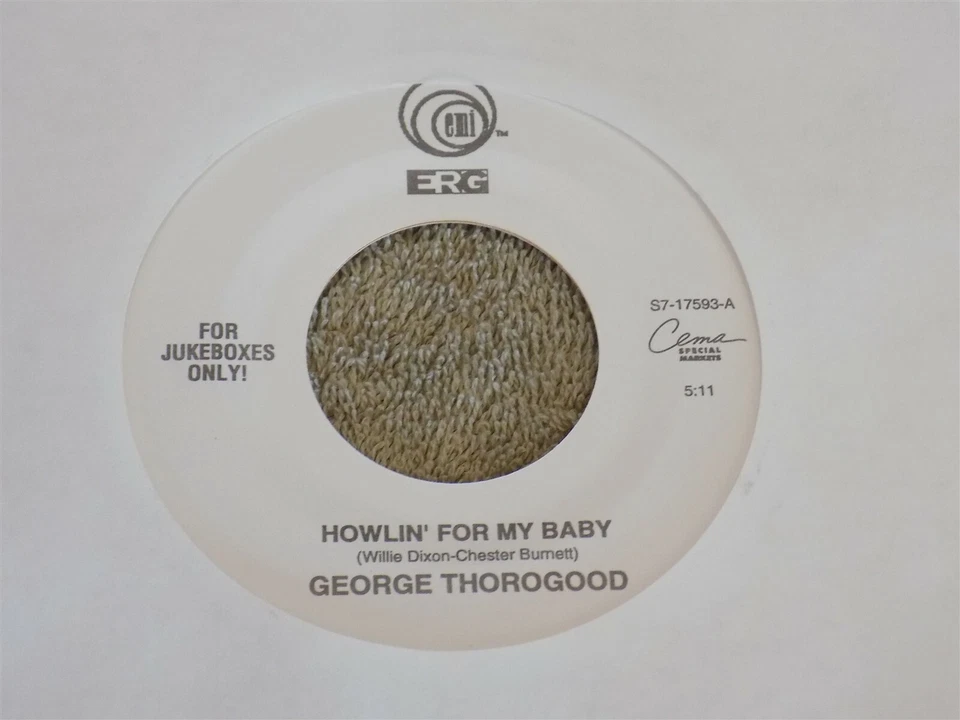 emi TM
ERG
FOR
JUKEBOXES
ONLY!
S7-17593-A
Cema
SPECIAL
MARKETS
5:11
HOWLIN' FOR MY BABY
(Willie Dixon-Chester Burnett)
GEORGE THOROGOOD